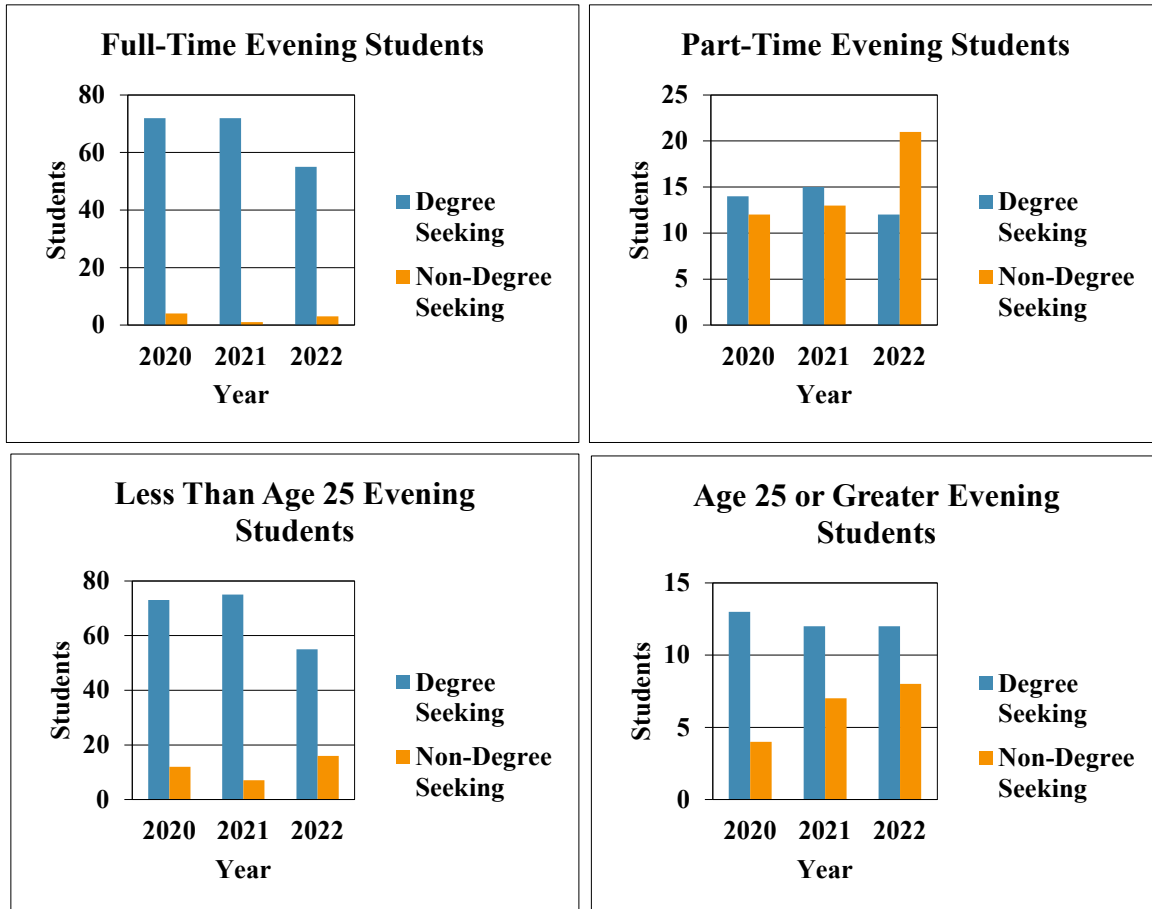 Full-Time Evening Students
80
60
40
20
0
Students
2020 2021 2022
Year
Degree
Seeking
Non-Degree
Seeking
Part-Time Evening Students
25
20
15
10
5
0
Students
2020 2021 2022
Year
Degree
Seeking
Non-Degree
Seeking
Less Than Age 25 Evening
Students
80
60
40
20
0
Students
2020 2021 2022
Year
Degree
Seeking
Non-Degree
Seeking
Age 25 or Greater Evening
Students
15
10
5
0
Students
2020 2021 2022
Year
Degree
Seeking
Non-Degree
Seeking